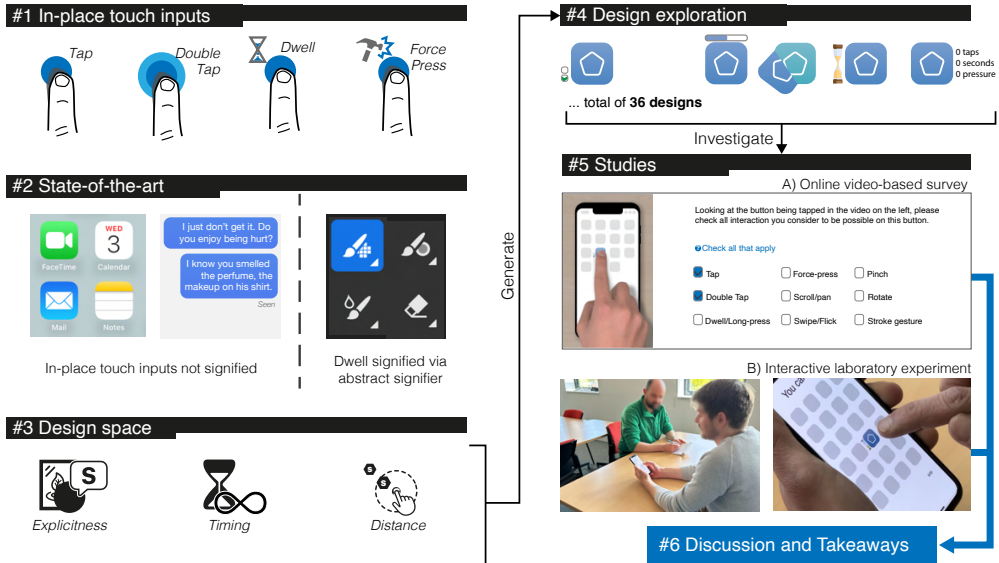 #1 In-place touch inputs
Tap
Double
Tap
Dwell
Force
Press
#2 State-of-the-art
FaceTime
WED
3
Calendar
Mail
Notes
I just don't get it. Do
you enjoy being hurt?
I know you smelled
the perfume, the
makeup on his shirt.
Seen
In-place touch inputs not signified
Dwell signified via
abstract signifier
#3 Design space
S
Explicitness
Timing
S
S
Distance
Generate
#4 Design exploration
0 taps
0 seconds
0 pressure
... total of 36 designs
Investigate
#5 Studies
A) Online video-based survey
Looking at the button being tapped in the video on the left, please
check all interaction you consider to be possible on this button.
?Check all that apply
Tap
Force-press
Pinch
Double Tap
Scroll/pan
Rotate
Dwell/Long-press
Swipe/Flick
Stroke gesture
B) Interactive laboratory experiment
You ca
#6 Discussion and Takeaways